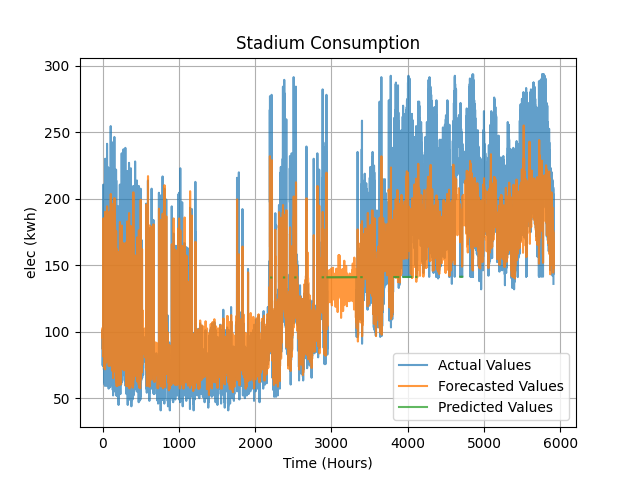 Stadium Consumption
300
250
200
150
100
50
elec (kwh)
0
1000
2000
3000
4000
5000
6000
Time (Hours)
Actual Values
Forecasted Values
Predicted Values